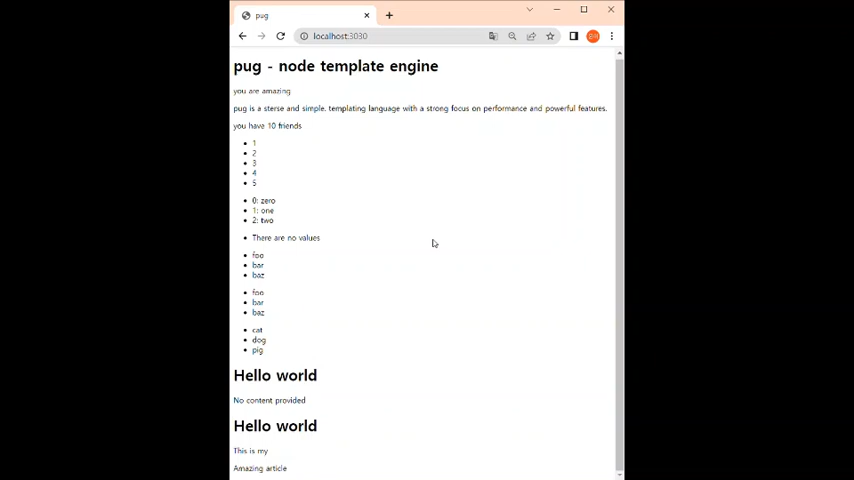 pug
localhost:3030
pug - node template engine
you are amazing
pug is a sterse and simple. templating language with a strong focus on performance and powerful features.
you have 10 friends
1
2
3
4
5
0: zero
1: one
2: two
There are no values
foo
bar
baz
foo
bar
baz
cat
dog
pig
Hello world
No content provided
Hello world
This is my
Amazing article